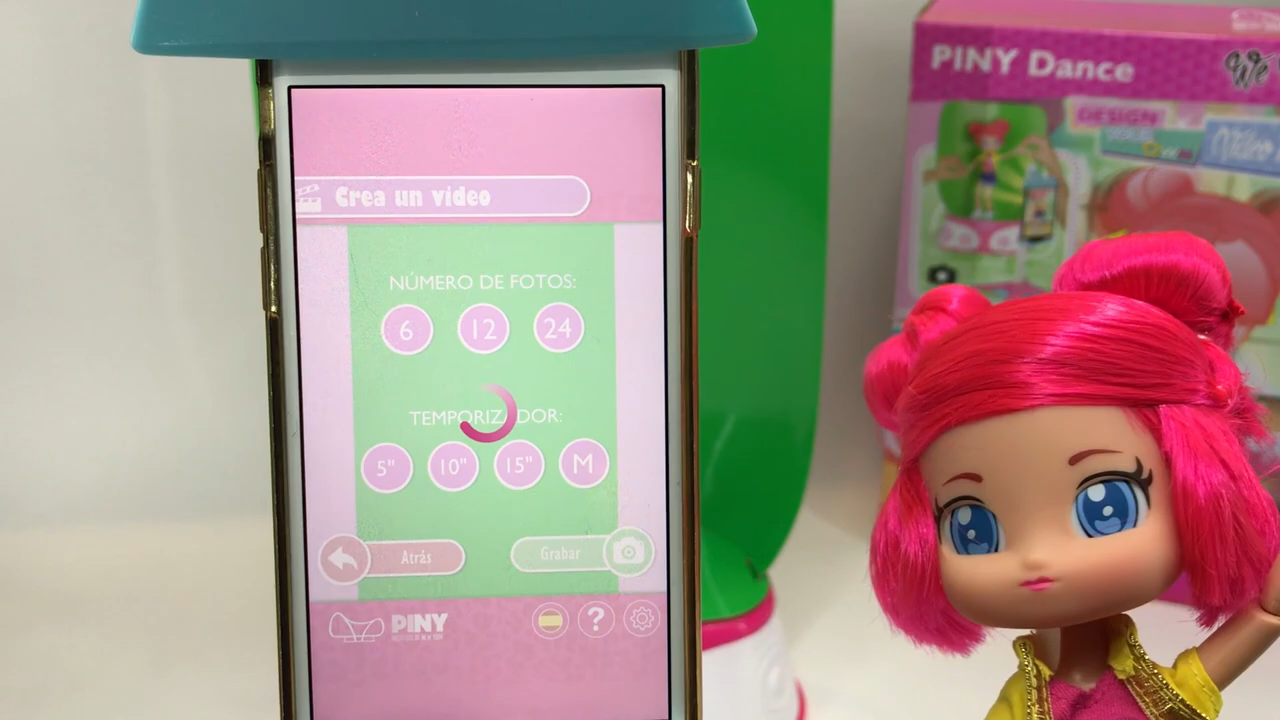 PINY Dance
We
DESIGN
Crea un video
NÚMERO DE FOTOS:
6 12 24
TEMPORIZADOR:
5" 10" 15" M
Atrás
Grabar
PINY
?